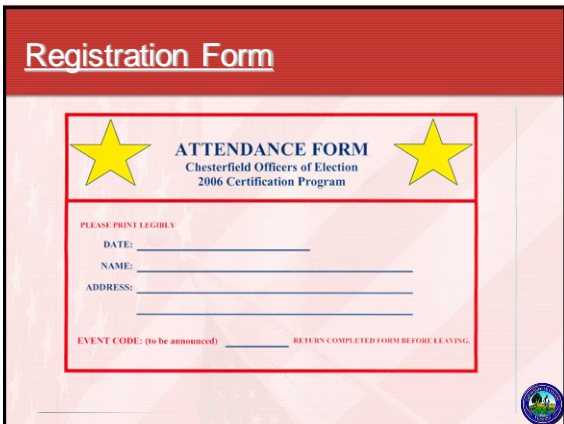 Registration Form
ATTENDANCE FORM
Chesterfield Officers of Election
2006 Certification Program
PLEASE PRINT LEGIBLY
DATE:
NAME:
ADDRESS:
EVENT CODE: (to be announced) RETURN COMPLETED FORM BEFORE LEAVING.